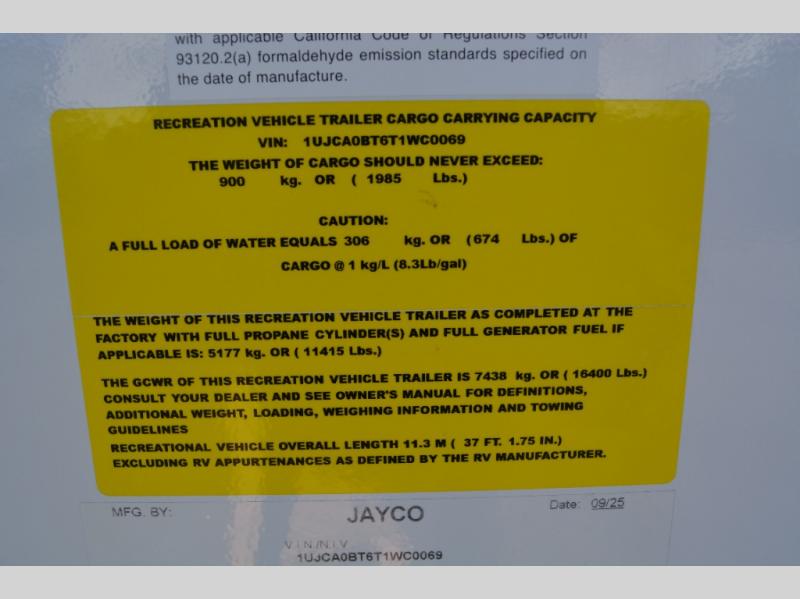 with applicable California Code of Regulations Section
93120.2(a) formaldehyde emission standards specified on
the date of manufacture.
RECREATION VEHICLE TRAILER CARGO CARRYING CAPACITY
VIN: 1UJCA0BT6T1WC0069
THE WEIGHT OF CARGO SHOULD NEVER EXCEED:
900 kg. OR ( 1985 Lbs.)
CAUTION:
A FULL LOAD OF WATER EQUALS 306 kg. OR (674 Lbs.) OF
CARGO @ 1 kg/L (8.3Lb/gal)
THE WEIGHT OF THIS RECREATION VEHICLE TRAILER AS COMPLETED AT THE
FACTORY WITH FULL PROPANE CYLINDER(S) AND FULL GENERATOR FUEL IF
APPLICABLE IS: 5177 kg. OR ( 11415 Lbs.)
THE GCWR OF THIS RECREATION VEHICLE TRAILER IS 7438 kg. OR ( 16400 Lbs.)
CONSULT YOUR DEALER AND SEE OWNER'S MANUAL FOR DEFINITIONS,
ADDITIONAL WEIGHT, LOADING, WEIGHING INFORMATION AND TOWING
GUIDELINES
RECREATIONAL VEHICLE OVERALL LENGTH 11.3 M ( 37 FT. 1.75 IN.)
EXCLUDING RV APPURTENANCES AS DEFINED BY THE RV MANUFACTURER.
MFG. BY: JAYCO Date: 09/25
V.I.N./N.I.V
1UJCA0BT6T1WC0069